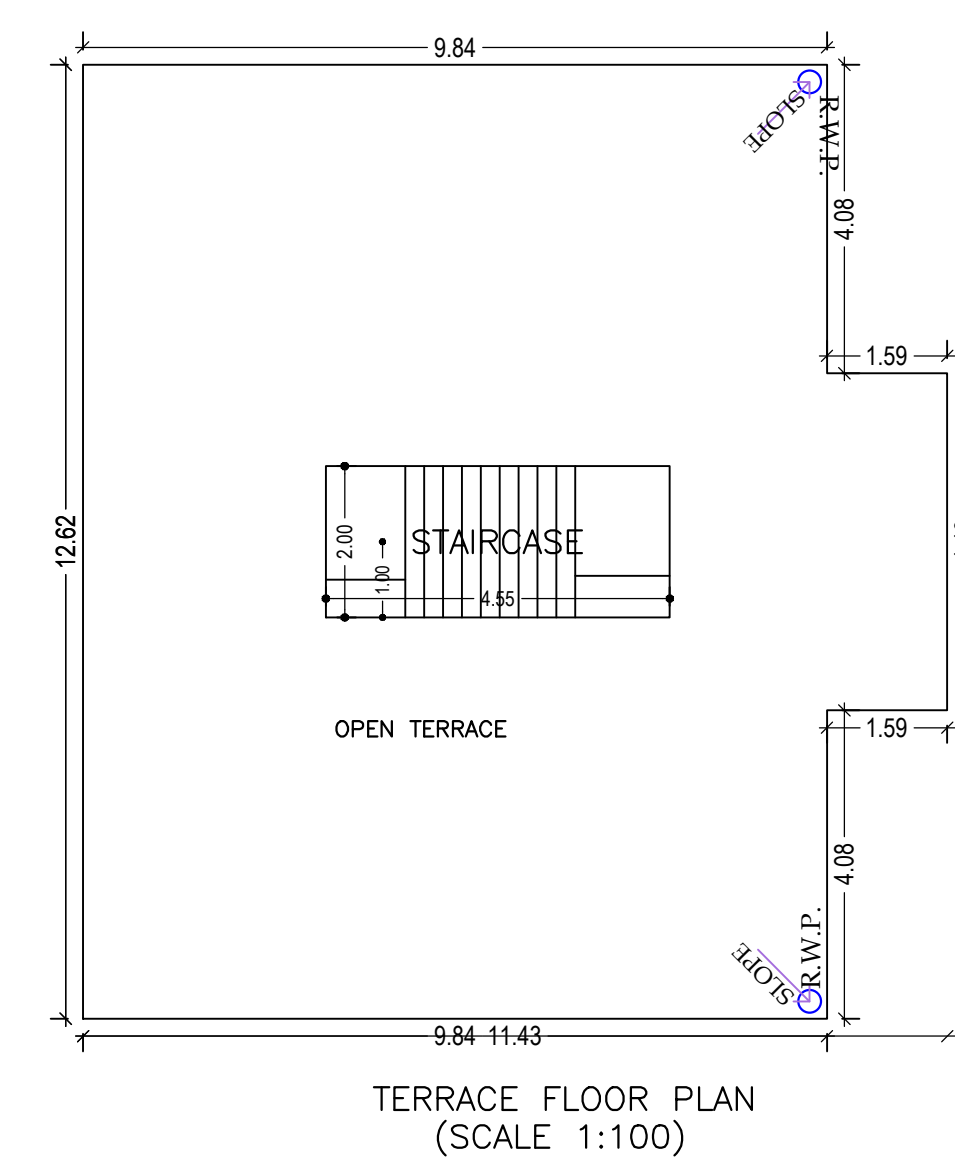 9.84
SLOPE
R.W.P.
4.08
1.59
12.62
2.00
STAIRCASE
1.00
4.55
OPEN TERRACE
1.59
4.08
R.W.P.
SLOPE
9.84 11.43
TERRACE FLOOR PLAN
(SCALE 1:100)